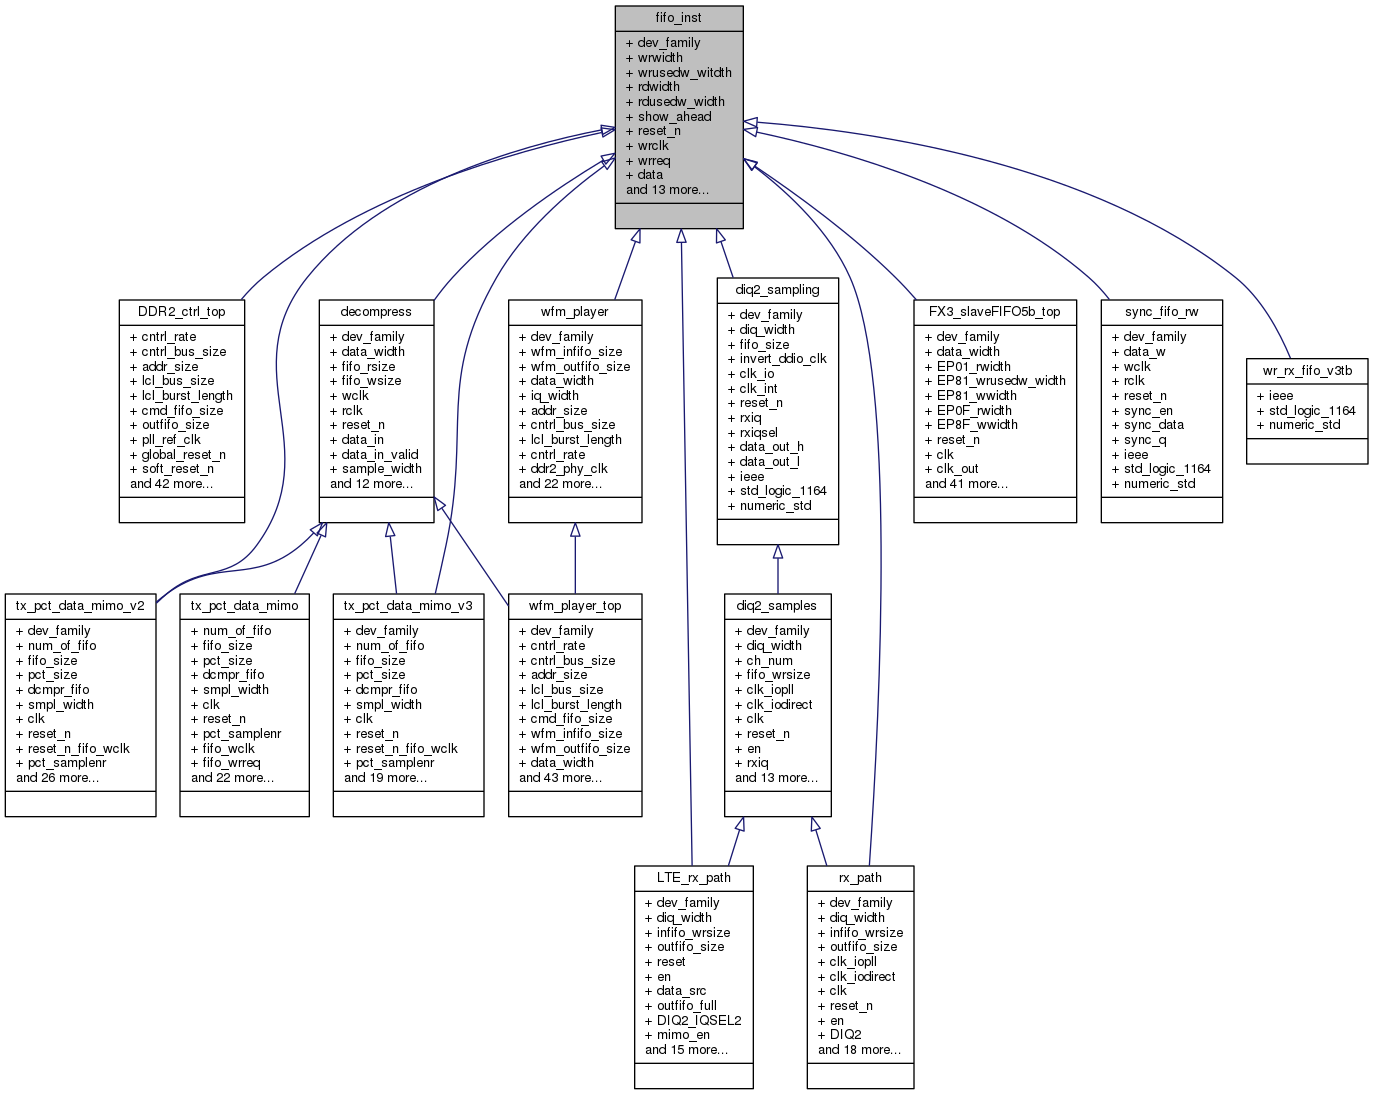 fifo_inst
+ dev_family
+ wrwidth
+ wrusedw_witdth
+ rdwidth
+ rdusedw_width
+ show_ahead
+ reset_n
+ wrclk
+ wrreq
+ data
and 13 more...
DDR2_ctrl_top
+ cntrl_rate
+ cntrl_bus_size
+ addr_size
+ lcl_bus_size
+ lcl_burst_length
+ cmd_fifo_size
+ outfifo_size
+ pll_ref_clk
+ global_reset_n
+ soft_reset_n
and 42 more...
decompress
+ dev_family
+ data_width
+ fifo_rsize
+ fifo_wsize
+ wclk
+ rclk
+ reset_n
+ data_in
+ data_in_valid
+ sample_width
and 12 more...
wfm_player
+ dev_family
+ wfm_infifo_size
+ wfm_outfifo_size
+ data_width
+ iq_width
+ addr_size
+ cntrl_bus_size
+ lcl_burst_length
+ cntrl_rate
+ ddr2_phy_clk
and 22 more...
diq2_sampling
+ dev_family
+ diq_width
+ fifo_size
+ invert_ddio_clk
+ clk_io
+ clk_int
+ reset_n
+ rxiq
+ rxiqsel
+ data_out_h
+ data_out_l
+ ieee
+ std_logic_1164
+ numeric_std
FX3_slaveFIFO5b_top
+ dev_family
+ data_width
+ EP01_rwidth
+ EP81_wrusedw_width
+ EP81_wwidth
+ EP0F_rwidth
+ EP8F_wwidth
+ reset_n
+ clk
+ clk_out
and 41 more...
sync_fifo_rw
+ dev_family
+ data_w
+ wclk
+ rclk
+ reset_n
+ sync_en
+ sync_data
+ sync_q
+ ieee
+ std_logic_1164
+ numeric_std
wr_rx_fifo_v3tb
+ ieee
+ std_logic_1164
+ numeric_std
tx_pct_data_mimo_v2
+ dev_family
+ num_of_fifo
+ fifo_size
+ pct_size
+ dcmpr_fifo
+ smpl_width
+ clk
+ reset_n
+ reset_n_fifo_wclk
+ pct_samplenr
and 26 more...
tx_pct_data_mimo
+ num_of_fifo
+ fifo_size
+ pct_size
+ dcmpr_fifo
+ smpl_width
+ clk
+ reset_n
+ pct_samplenr
+ fifo_wclk
+ fifo_wrreq
and 22 more...
tx_pct_data_mimo_v3
+ dev_family
+ num_of_fifo
+ fifo_size
+ pct_size
+ dcmpr_fifo
+ smpl_width
+ clk
+ reset_n
+ reset_n_fifo_wclk
+ pct_samplenr
and 19 more...
wfm_player_top
+ dev_family
+ cntrl_rate
+ cntrl_bus_size
+ addr_size
+ lcl_bus_size
+ lcl_burst_length
+ cmd_fifo_size
+ wfm_infifo_size
+ wfm_outfifo_size
+ data_width
and 43 more...
diq2_samples
+ dev_family
+ diq_width
+ ch_num
+ fifo_wrsize
+ clk_iopll
+ clk_iodirect
+ clk
+ reset_n
+ en
+ rxiq
and 13 more...
LTE_rx_path
+ dev_family
+ diq_width
+ infifo_wrsize
+ outfifo_size
+ reset
+ en
+ data_src
+ outfifo_full
+ DIQ2_IQSEL2
+ mimo_en
and 15 more...
rx_path
+ dev_family
+ diq_width
+ infifo_wrsize
+ outfifo_size
+ clk_iopll
+ clk_iodirect
+ clk
+ reset_n
+ en
+ DIQ2
and 18 more...